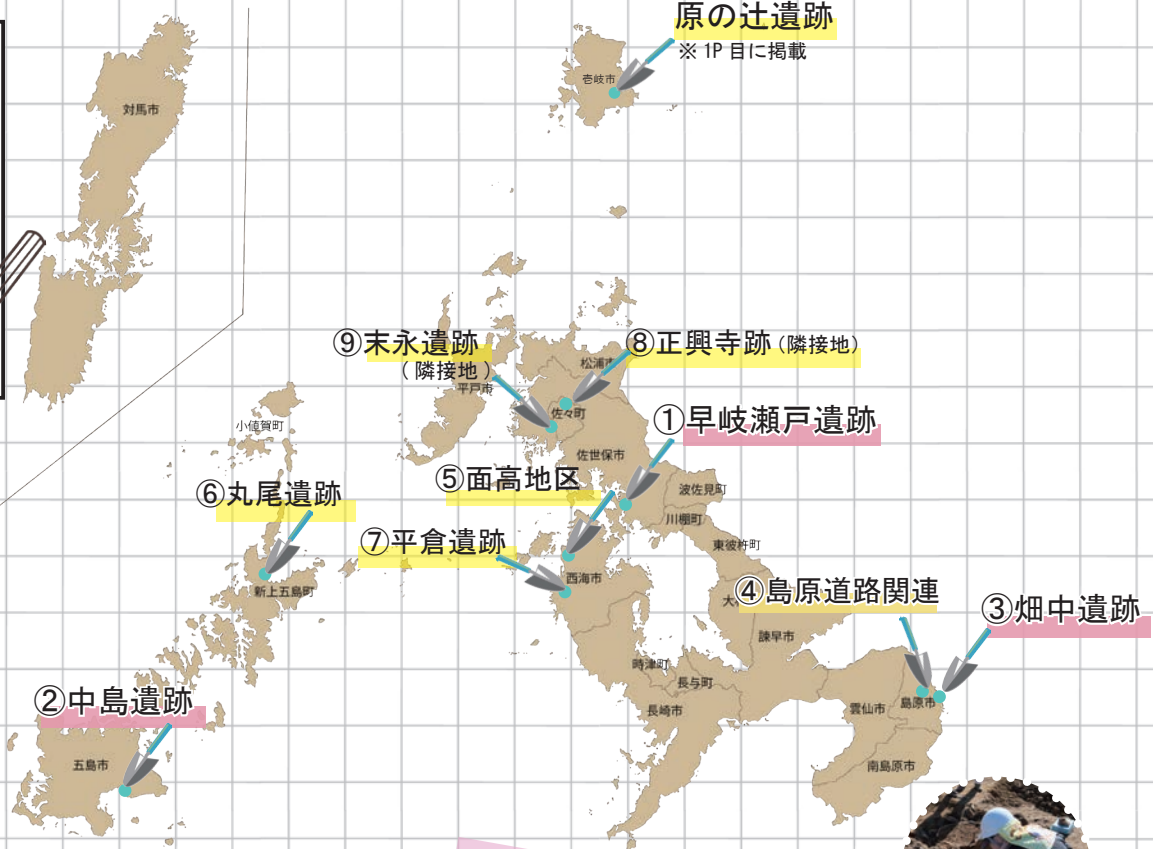 原の辻遺跡
※ 1P 目に掲載
壱岐市
対馬市
⑨末永遺跡
(隣接地)
平戸市
⑧正興寺跡(隣接地)
松浦市
佐々町
小値賀町
①早岐瀬戸遺跡
佐世保市
⑤面高地区
波佐見町
⑥丸尾遺跡
川棚町
⑦平倉遺跡
東彼杵町
西海市
新上五島町
④島原道路関連
大
③畑中遺跡
諫早市
時津町
長与町
②中島遺跡
長崎市
雲仙市
島原市
五島市
南島原市